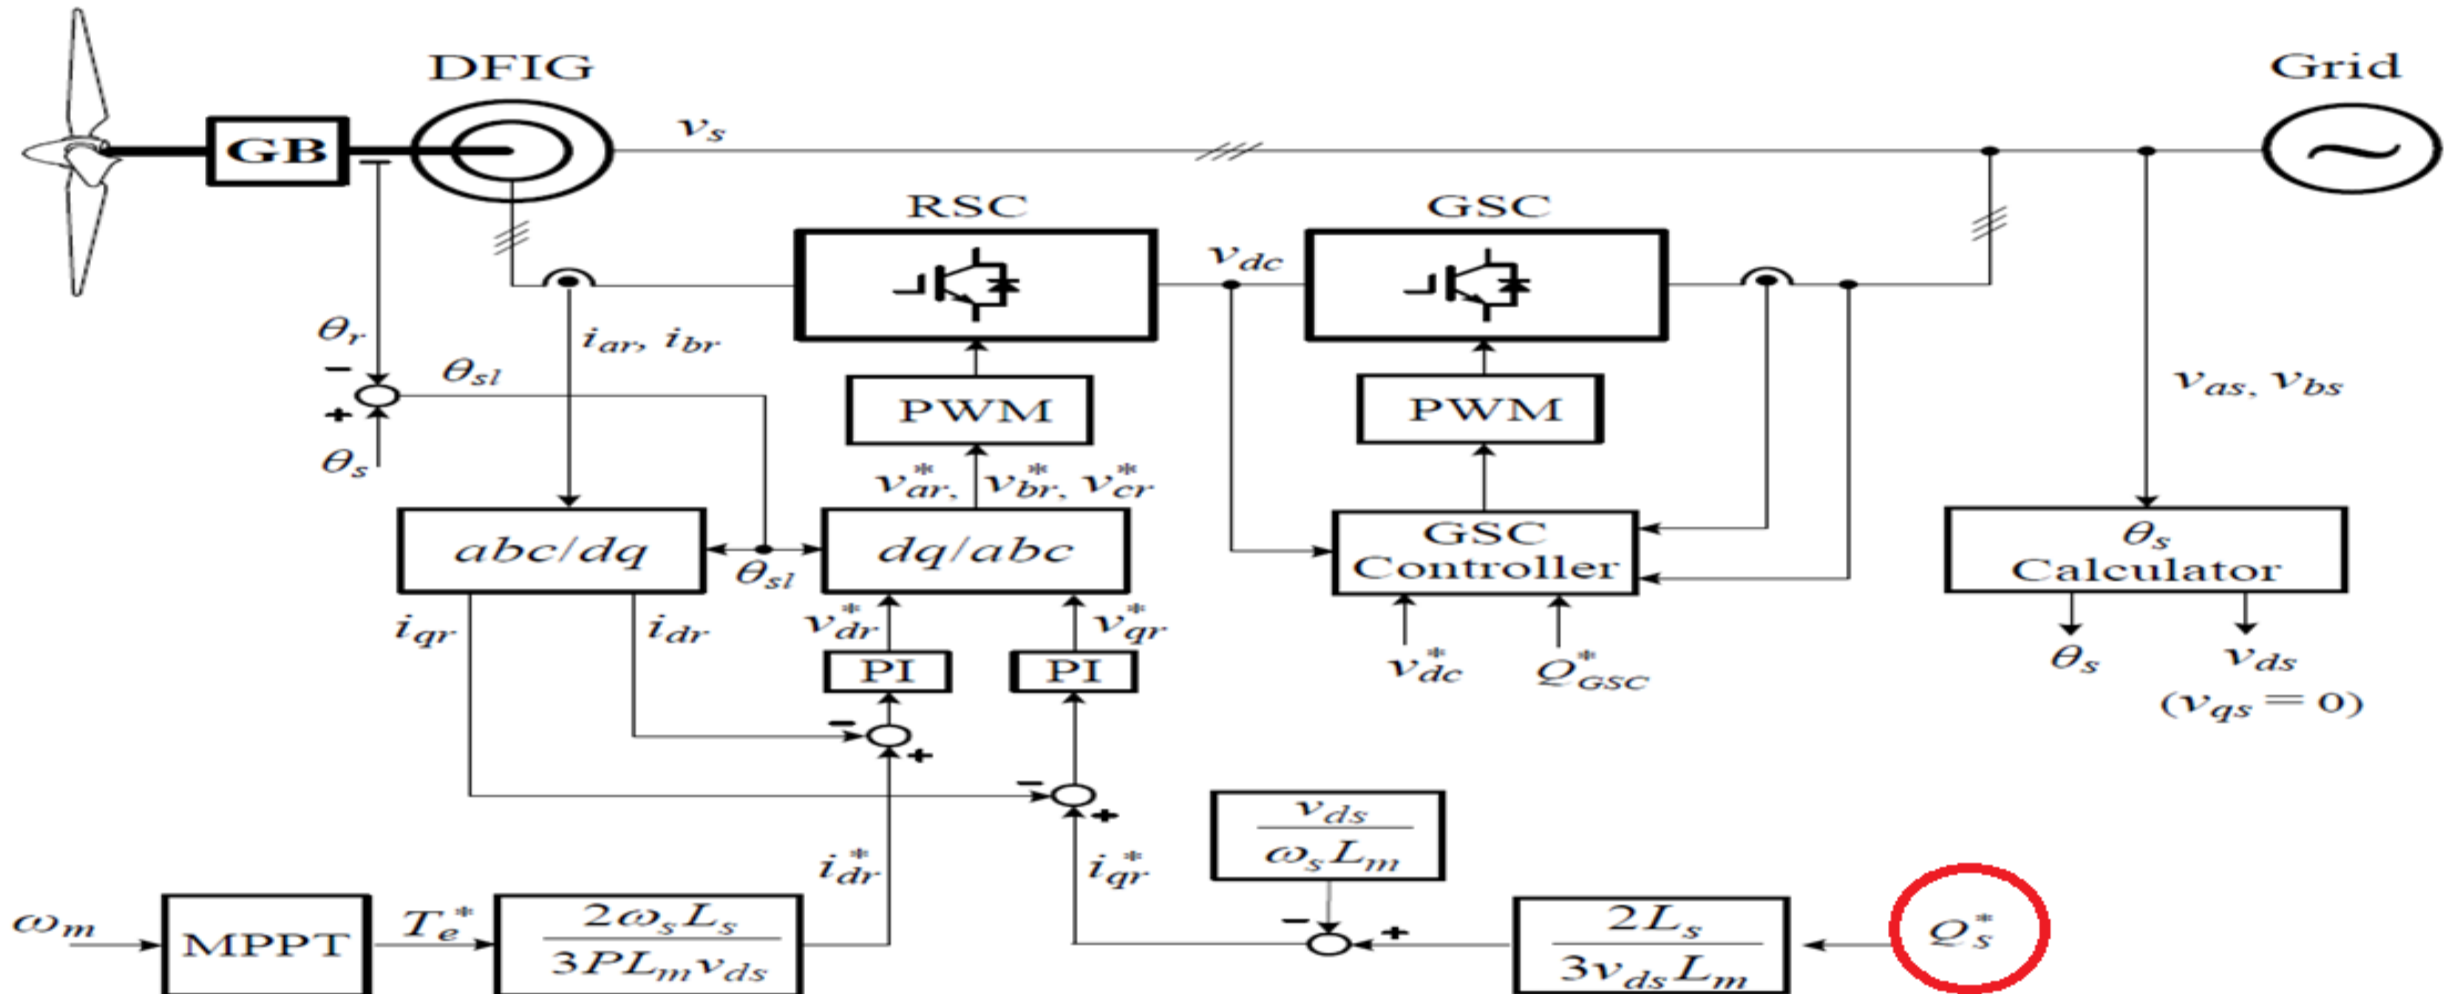 DFIG
Grid
GB
v_s
RSC
GSC
v_dc
θ_r
−
θ_sl
+
θ_s
i_ar, i_br
PWM
PWM
v_as, v_bs
v*_ar, v*_br, v*_cr
abc/dq
θ_sl
dq/abc
GSC
Controller
θ_s
Calculator
i_qr
i_dr
v*_dr
v*_qr
PI
PI
v*_dc
Q*_GSC
θ_s
v_ds
(v_qs = 0)
−
+
−
+
v_ds
ω_s L_m
i*_dr
i*_qr
ω_m
MPPT
T_e*
2ω_s L_s
3PL_m v_ds
−
+
2L_s
3v_ds L_m
Q*_s